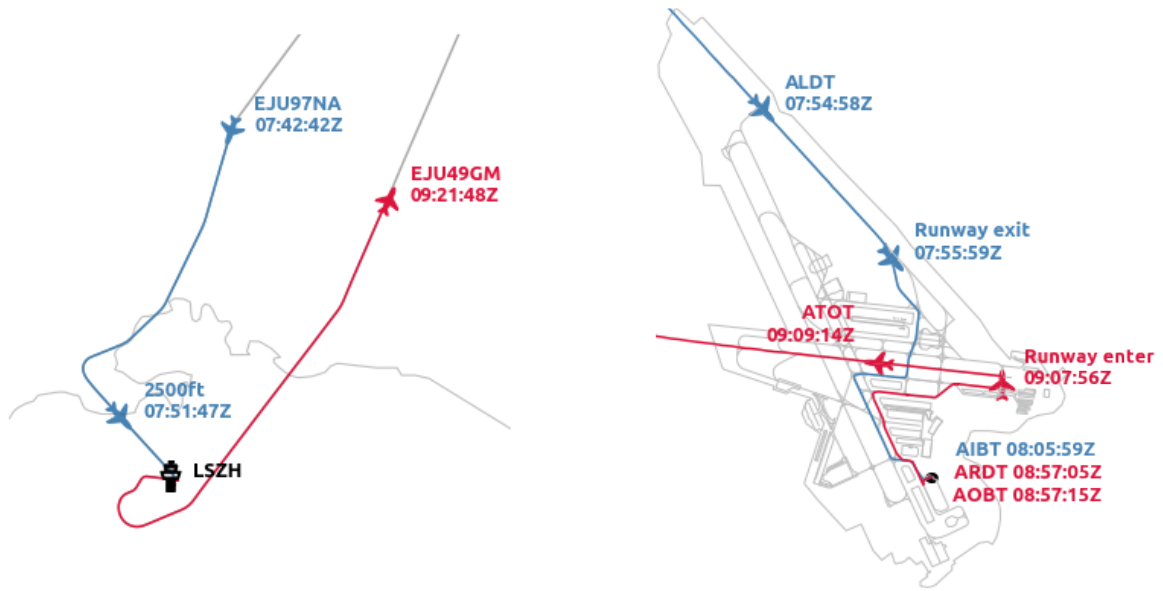 EJU97NA
07:42:42Z
EJU49GM
09:21:48Z
2500ft
07:51:47Z
LSZH
ALDT
07:54:58Z
Runway exit
07:55:59Z
ATOT
09:09:14Z
Runway enter
09:07:56Z
AIBT 08:05:59Z
ARDT 08:57:05Z
AOBT 08:57:15Z